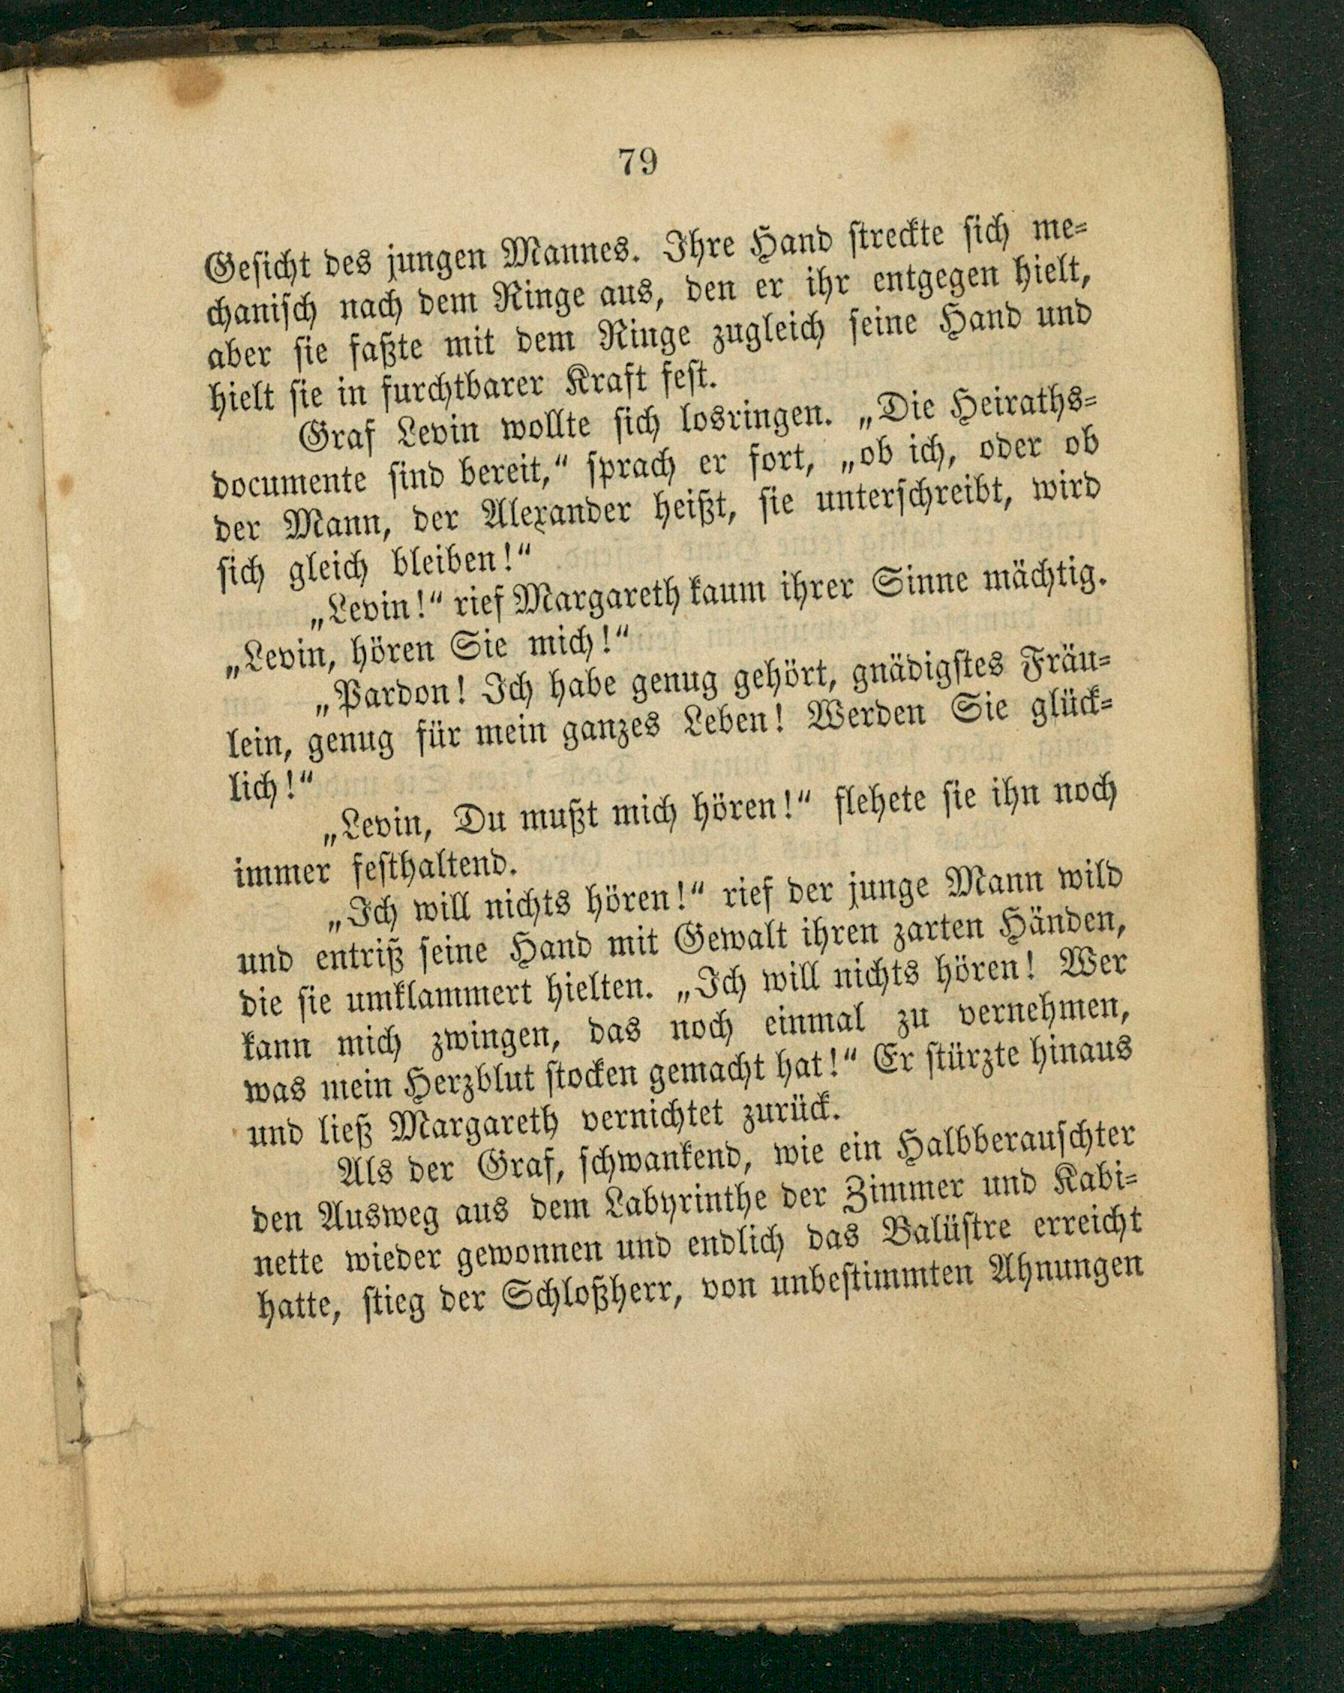 79
Gesicht des jungen Mannes. Ihre Hand streckte sich me-
chanisch nach dem Ringe aus, den er ihr entgegen hielt,
aber sie faßte mit dem Ringe zugleich seine Hand und
hielt sie in furchtbarer Kraft fest.
Graf Levin wollte sich losringen. „Die Heiraths-
documente sind bereit,“ sprach er fort, „ob ich, oder ob
der Mann, der Alexander heißt, sie unterschreibt, wird
sich gleich bleiben!“
„Levin!“ rief Margareth kaum ihrer Sinne mächtig.
„Levin, hören Sie mich!“
„Pardon! Ich habe genug gehört, gnädigstes Fräu-
lein, genug für mein ganzes Leben! Werden Sie glück-
lich!“
„Levin, Du mußt mich hören!“ flehete sie ihn noch
immer festhaltend.
„Ich will nichts hören!“ rief der junge Mann wild
und entriß seine Hand mit Gewalt ihren zarten Händen,
die sie umklammert hielten. „Ich will nichts hören! Wer
kann mich zwingen, das noch einmal zu vernehmen,
was mein Herzblut stocken gemacht hat!“ Er stürzte hinaus
und ließ Margareth vernichtet zurück.
Als der Graf, schwankend, wie ein Halbberauschter
den Ausweg aus dem Labyrinthe der Zimmer und Kabi-
nette wieder gewonnen und endlich das Balüstre erreicht
hatte, stieg der Schloßherr, von unbestimmten Ahnungen